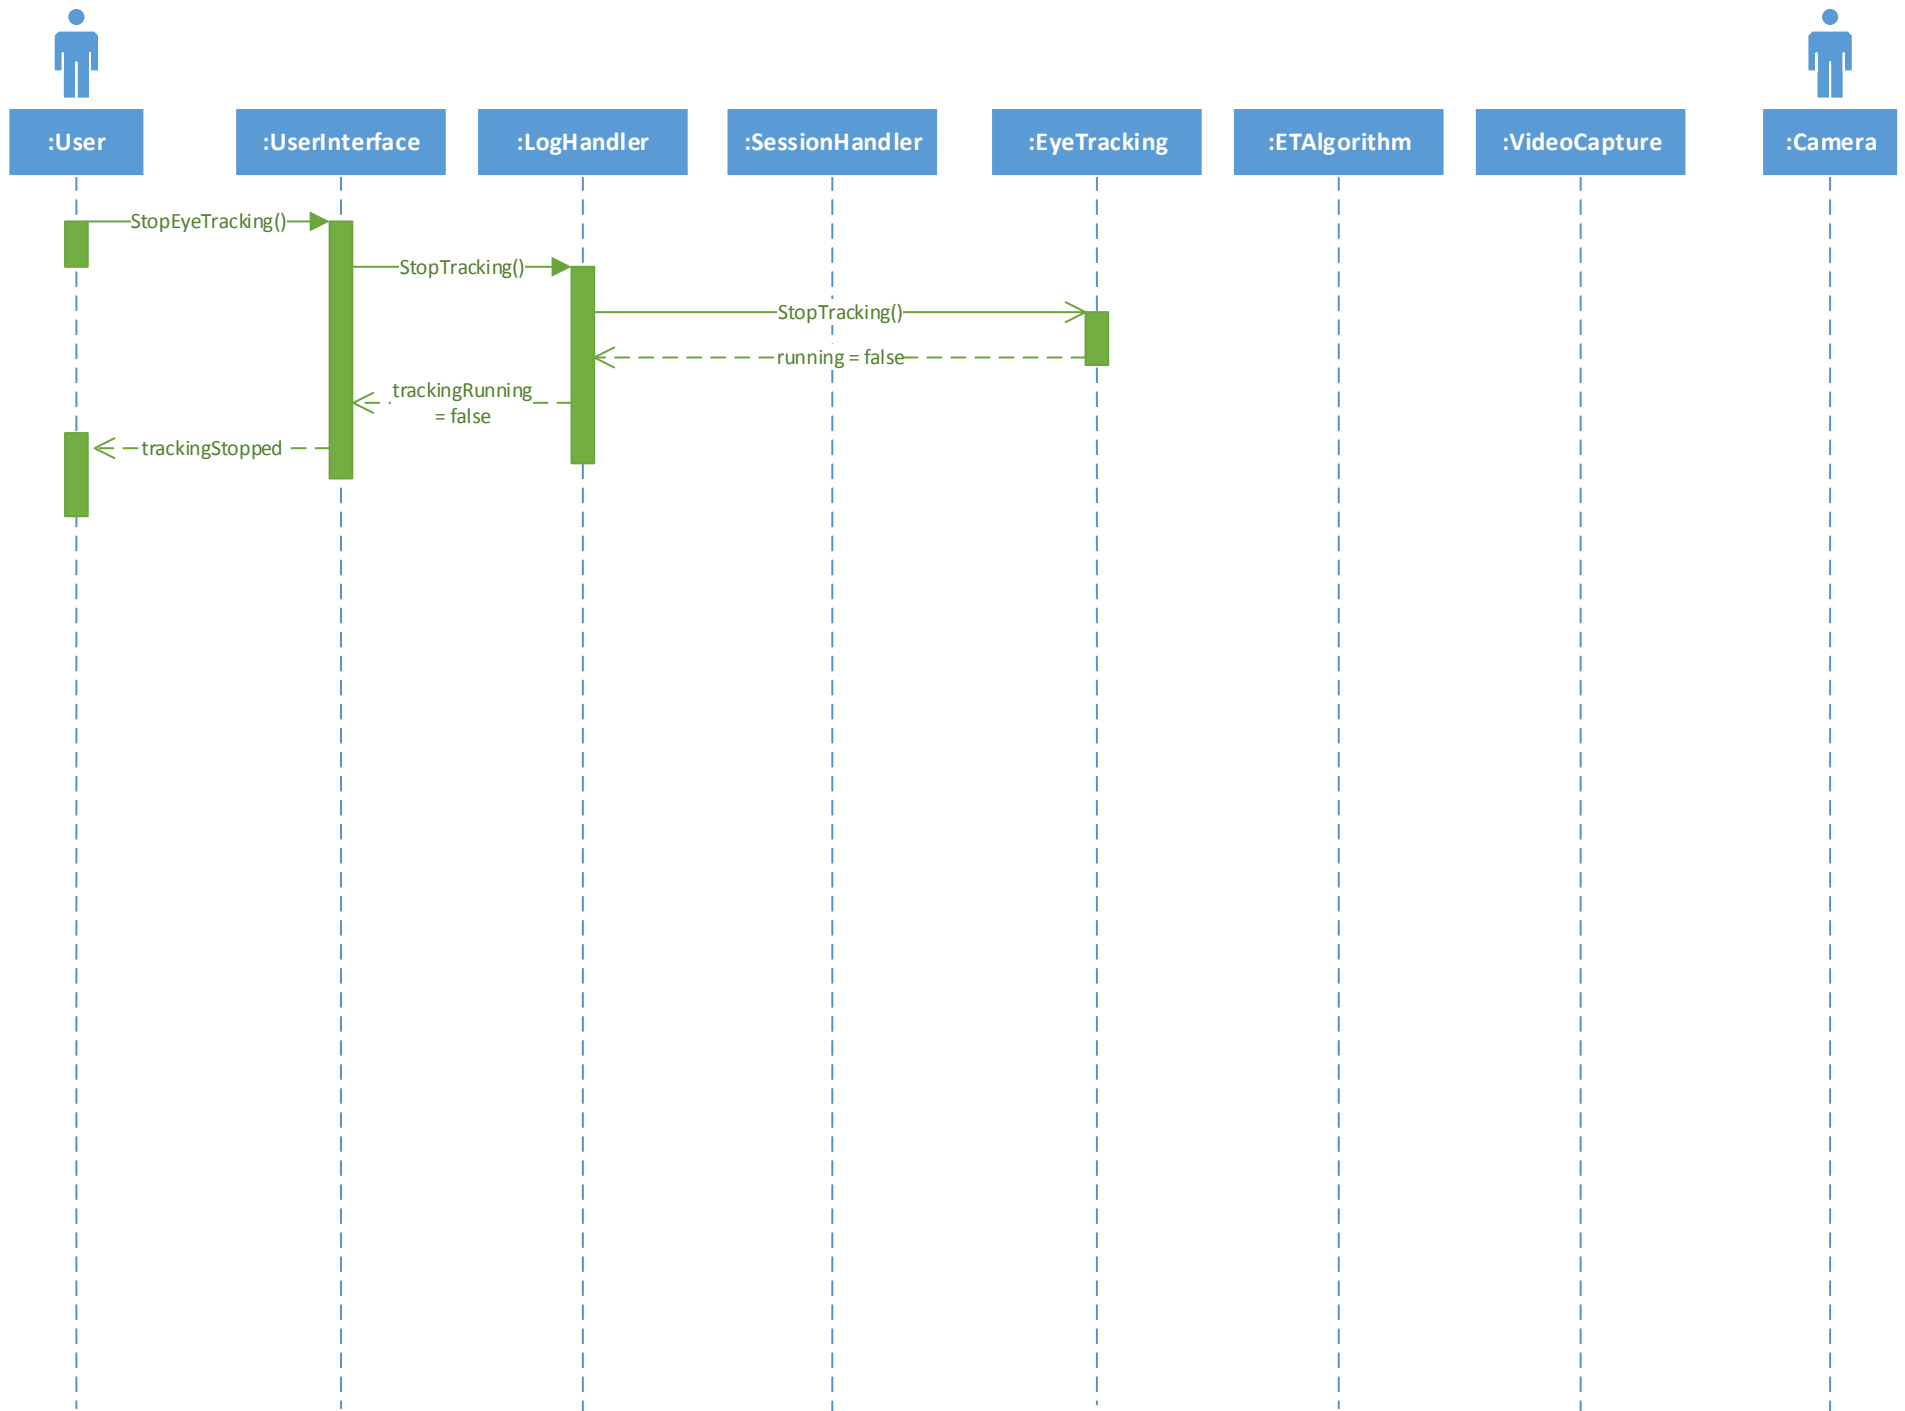 :User
:UserInterface
:LogHandler
:SessionHandler
:EyeTracking
:ETAlgorithm
:VideoCapture
:Camera
StopEyeTracking()
StopTracking()
StopTracking()
running = false
trackingRunning
= false
trackingStopped